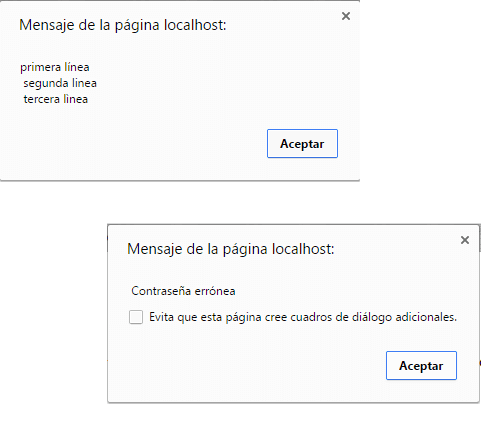 Mensaje de la página localhost:
primera línea
segunda linea
tercera linea
Aceptar
Mensaje de la página localhost:
Contraseña errónea
Evita que esta página cree cuadros de diálogo adicionales.
Aceptar